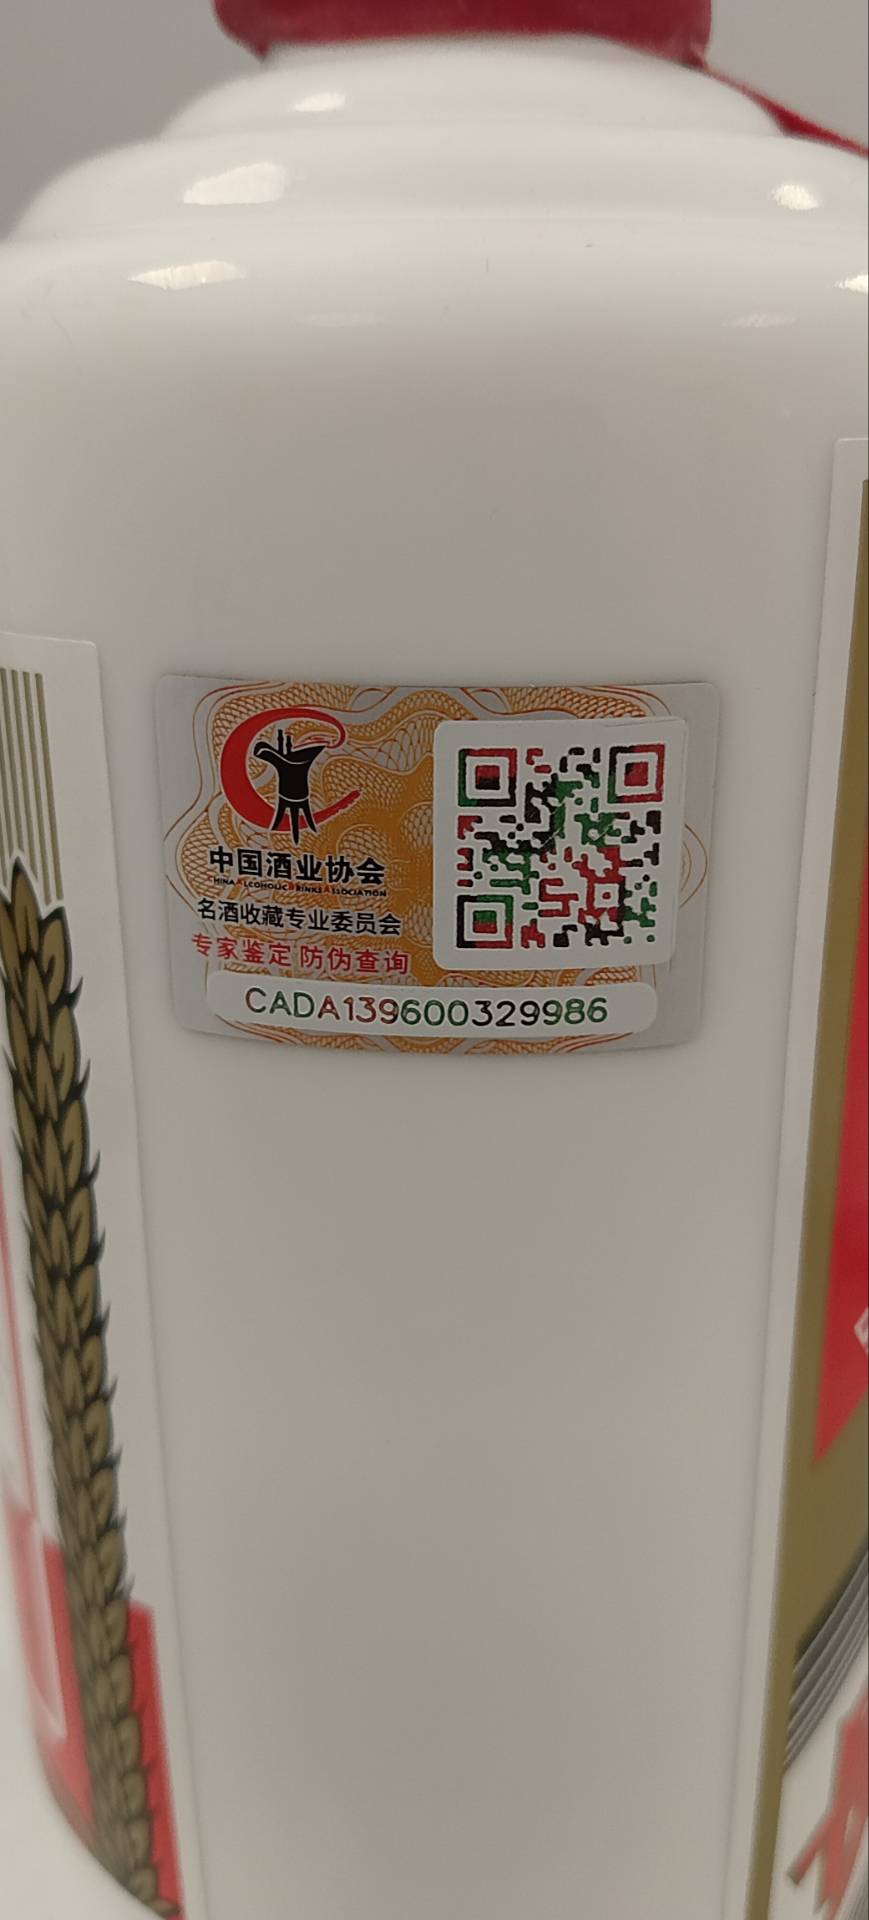 中国酒业协会
CHINA ALCOHOLIC DRINKS ASSOCIATION
名酒收藏专业委员会
专家鉴定 防伪查询
CADA139600329986